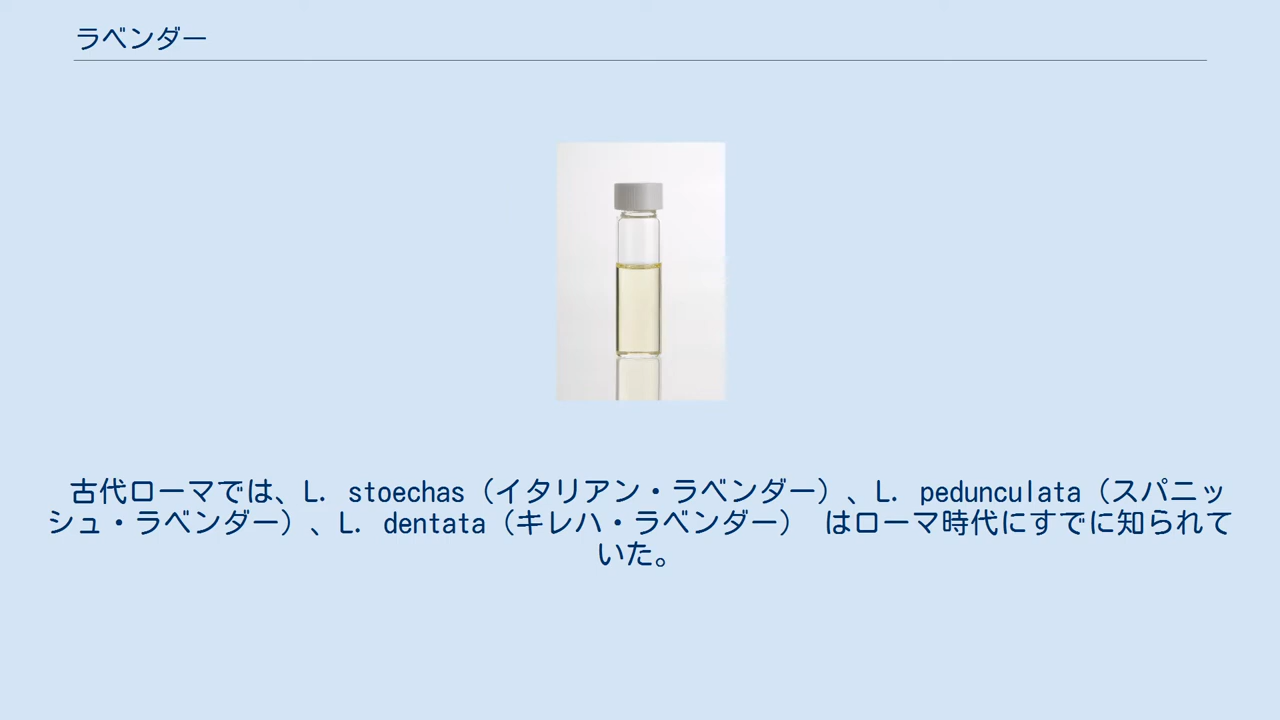 ラベンダー
古代ローマでは、L. stoechas（イタリアン・ラベンダー）、L. pedunculata（スパニッ
シュ・ラベンダー）、L. dentata（キレハ・ラベンダー） はローマ時代にすでに知られて
いた。